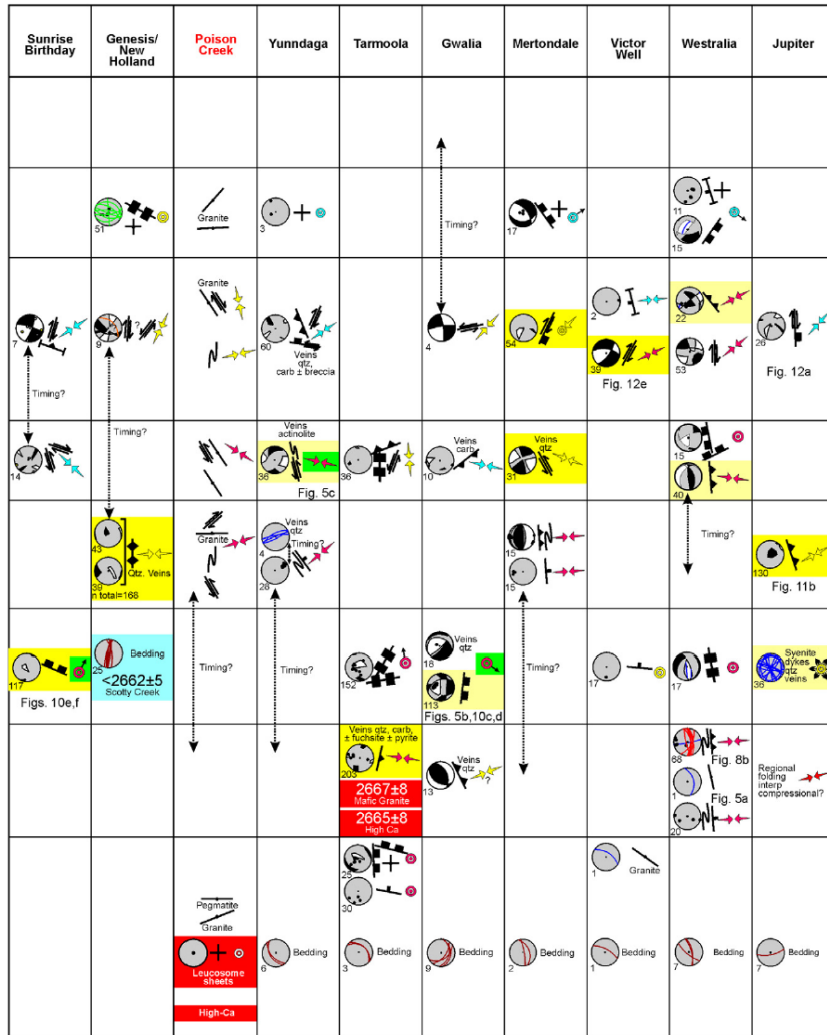 Sunrise
Birthday
Genesis/
New
Holland
Poison
Creek
Yunndaga
Tarmoola
Gwalia
Mertondale
Victor
Well
Westralia
Jupiter
51
Granite
3
Timing?
17
11
15
7
9
?
Granite
60
Veins
qtz,
carb ± breccia
4
54
2
39
Fig. 12e
22
53
26
Fig. 12a
Timing?
14
Timing?
Veins
actinolite
36
Fig. 5c
36
Veins
carb
10
Veins
qtz
31
15
40
43
39
Qtz. Veins
n total=168
Granite
Veins
qtz
4
Timing?
28
15
15
Timing?
130
Fig. 11b
117
Figs. 10e,f
25
Bedding
<2662±5
Scotty Creek
Timing?
Timing?
152
Veins
qtz
18
113
Figs. 5b,10c,d
Timing?
17
17
Syenite
dykes
qtz
veins
36
Veins qtz, carb,
± fuchsite ± pyrite
203
2667±8
Mafic Granite
2665±8
High Ca
Veins
qtz
13
?
68
Fig. 8b
1
Fig. 5a
20
Regional
folding
interp
compressional?
25
30
1
Granite
Pegmatite
Granite
Leucosome
sheets
High-Ca
6
Bedding
3
Bedding
9
Bedding
2
Bedding
1
Bedding
7
Bedding
7
Bedding